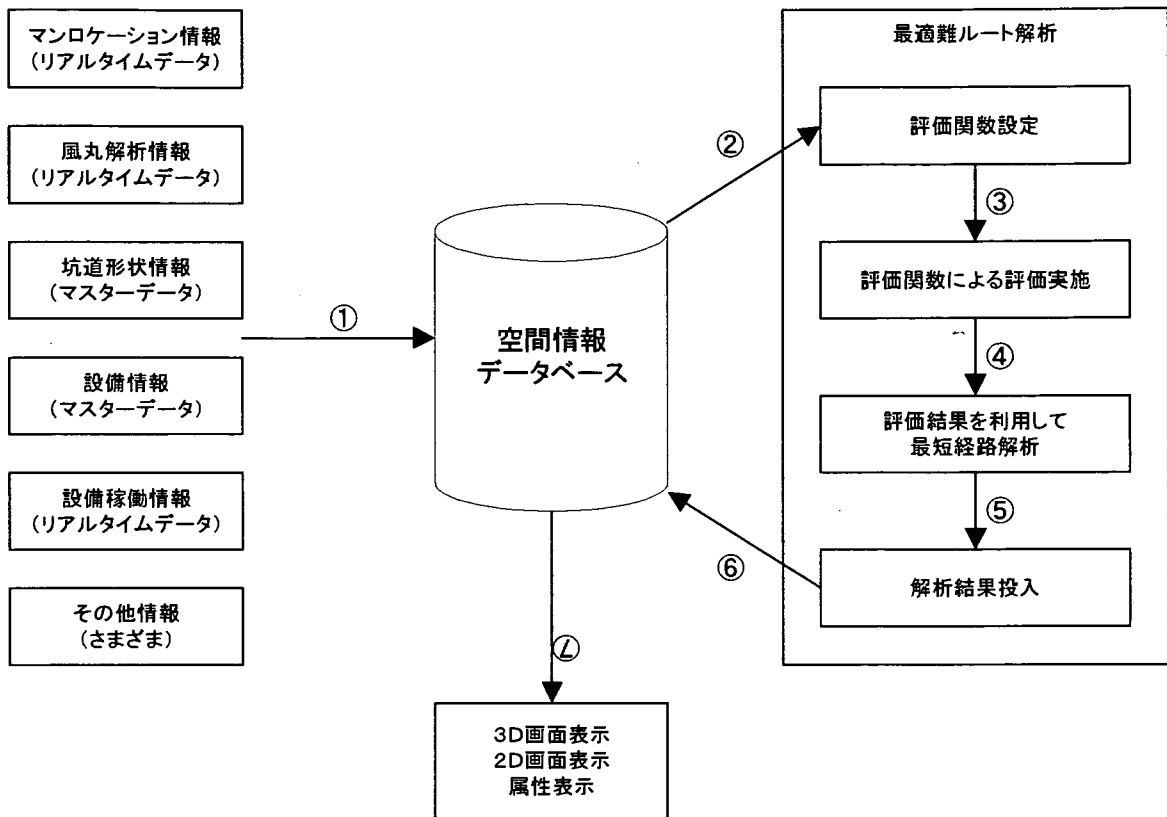 マンロケーション情報
(リアルタイムデータ)
風丸解析情報
(リアルタイムデータ)
坑道形状情報
(マスターデータ)
設備情報
(マスターデータ)
設備稼働情報
(リアルタイムデータ)
その他情報
(さまざま)
①
空間情報
データベース
②
最適難ルート解析
評価関数設定
③
評価関数による評価実施
④
評価結果を利用して
最短経路解析
⑤
解析結果投入
⑥
⑦
3D画面表示
2D画面表示
属性表示